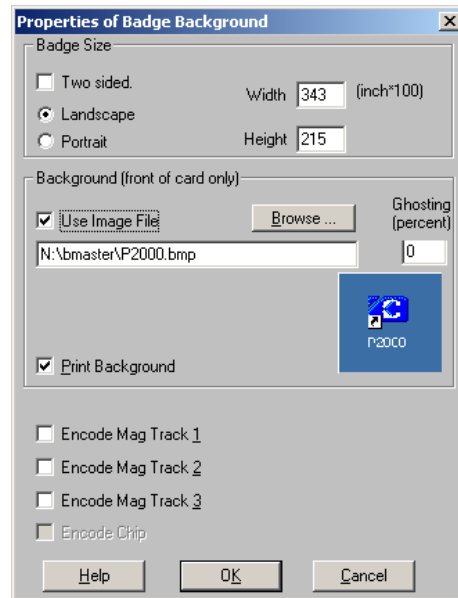 Properties of Badge Background
Badge Size
Two sided.
Width 343 (inch*100)
Landscape
Portrait
Height 215
Background (front of card only)
Use Image File
Browse ...
Ghosting
(percent)
N:\bmaster\P2000.bmp
0
P2000
Print Background
Encode Mag Track 1
Encode Mag Track 2
Encode Mag Track 3
Encode Chip
Help OK Cancel